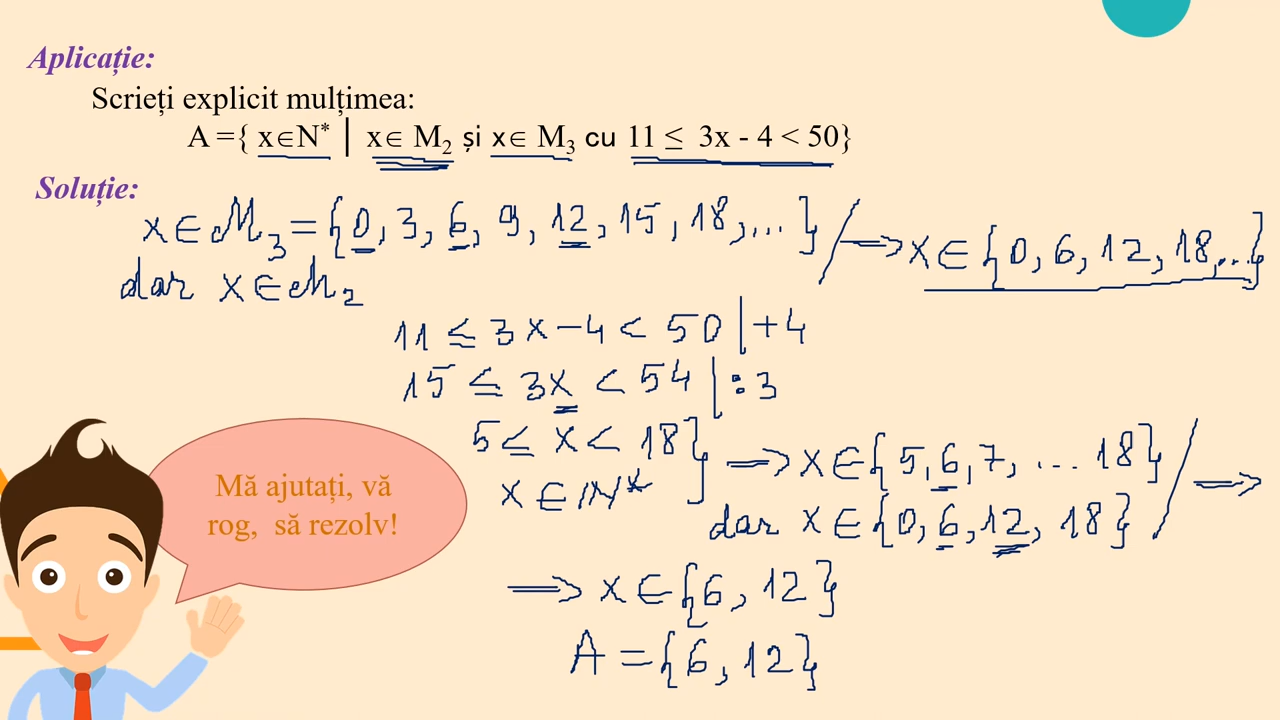 Aplicație:
Scrieți explicit mulțimea:
A ={ x∈N* | x∈ M₂ și x∈ M₃ cu 11 ≤ 3x - 4 < 50}
Soluție:
x∈M₃={0, 3, 6, 9, 12, 15, 18, ...} / ⟹ x∈{0, 6, 12, 18,...}
dar x∈M₂
11 ≤ 3x-4 < 50 |+4
15 ≤ 3x < 54 |:3
5 ≤ x < 18}
x∈N*
⟹ x∈{5, 6, 7, ... 18} / ⟹
dar x∈{0, 6, 12, 18}
⟹ x∈{6, 12}
A={6, 12}
Mă ajutați, vă
rog, să rezolv!